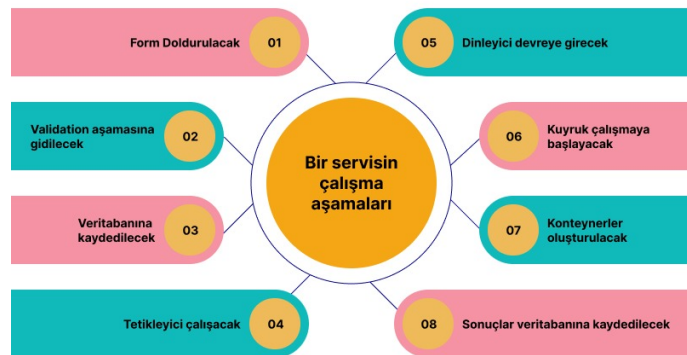 Form Doldurulacak
01
Validation aşamasına
gidilecek
02
Veritabanına
kaydedilecek
03
Tetikleyici çalışacak
04
Bir servisin
çalışma
aşamaları
05
Dinleyici devreye girecek
06
Kuyruk çalışmaya
başlayacak
07
Konteynerler
oluşturulacak
08
Sonuçlar veritabanına kaydedilecek